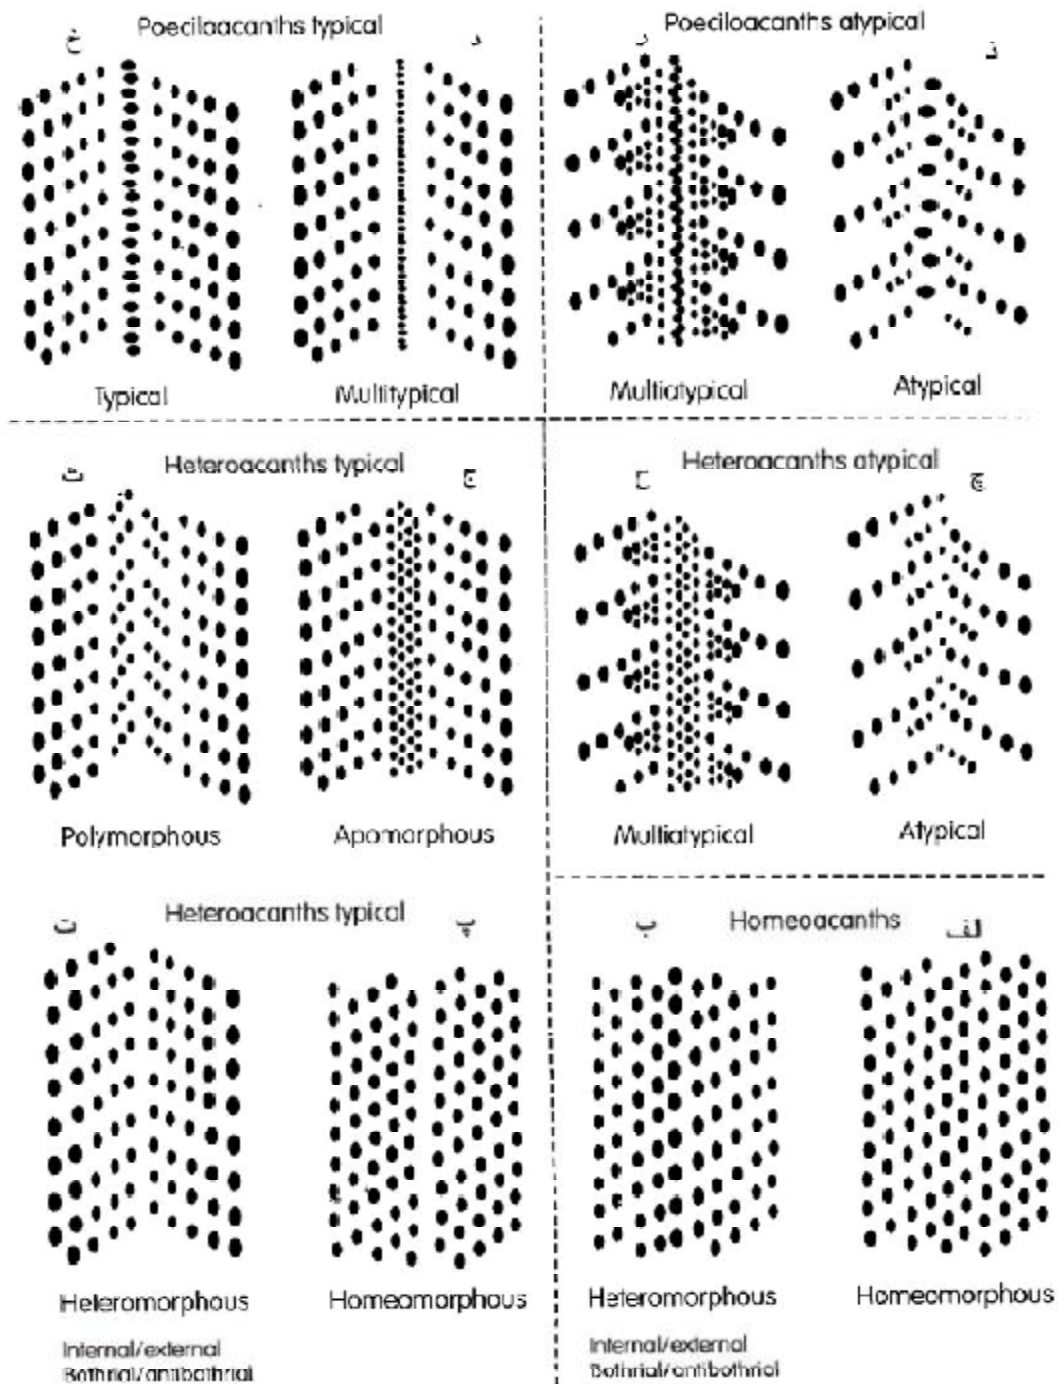 Poeciloacanths typical
Poeciloacanths atypical
خ
د
ر
ذ
Typical
Multitypical
Multiatypical
Atypical
Heteroacanths typical
Heteroacanths atypical
ث
ج
ح
چ
Polymorphous
Apomorphous
Multiatypical
Atypical
Heteroacanths typical
Homeoacanths
ت
پ
ب
الف
Heteromorphous
Homeomorphous
Heteromorphous
Homeomorphous
Internal/external
Bothrial/antibothrial
Internal/external
Bothrial/antibothrial